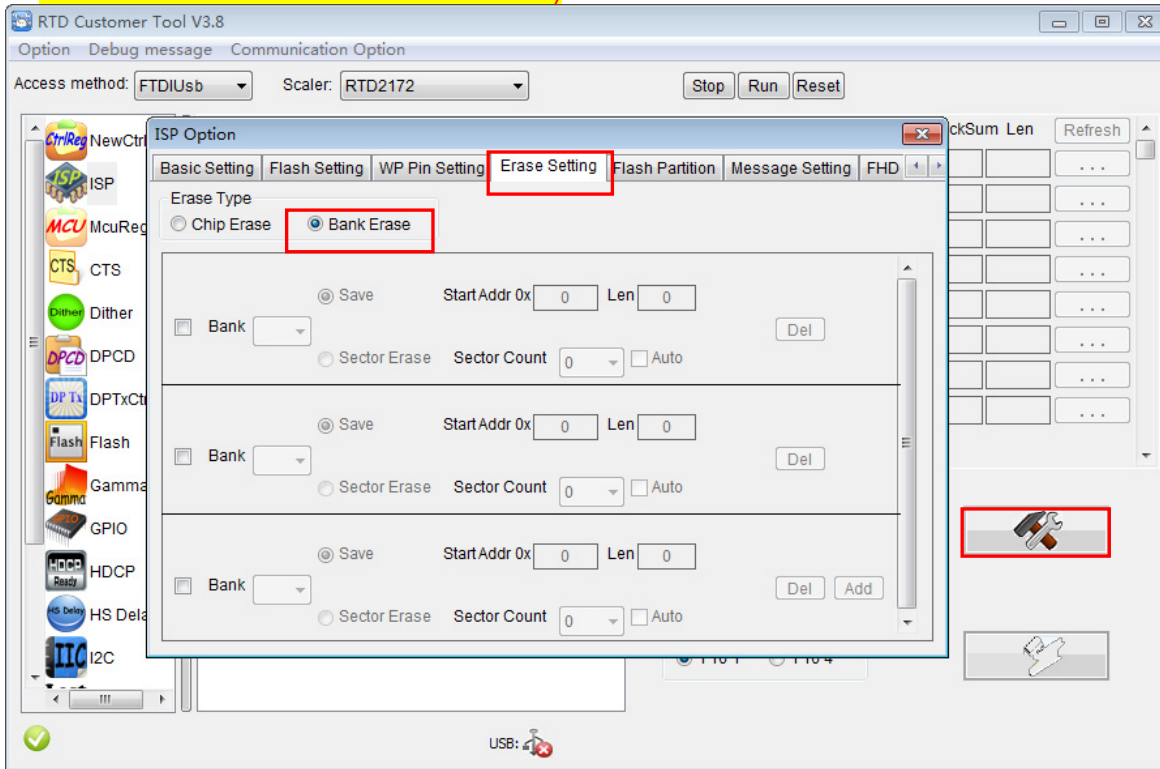 RTD Customer Tool V3.8
Option Debug message Communication Option
Access method: FTDIUsb Scaler: RTD2172 Stop Run Reset
ckSum Len Refresh
CtrlReg NewCtrl
ISP Option
Basic Setting Flash Setting WP Pin Setting Erase Setting Flash Partition Message Setting FHD
ISP ISP
Erase Type
Chip Erase Bank Erase
MCU McuReg
CTS CTS
Dither Dither
DPCD DPCD
DP Tx DPTxCt
Flash Flash
Gamma Gamma
GPIO GPIO
HDCP Ready HDCP
HS Delay HS Dela
IIC I2C
Save Start Addr 0x 0 Len 0
Bank Del
Sector Erase Sector Count 0 Auto
Save Start Addr 0x 0 Len 0
Bank Del
Sector Erase Sector Count 0 Auto
Save Start Addr 0x 0 Len 0
Bank Del Add
Sector Erase Sector Count 0 Auto
...
...
...
...
...
...
...
...
USB: